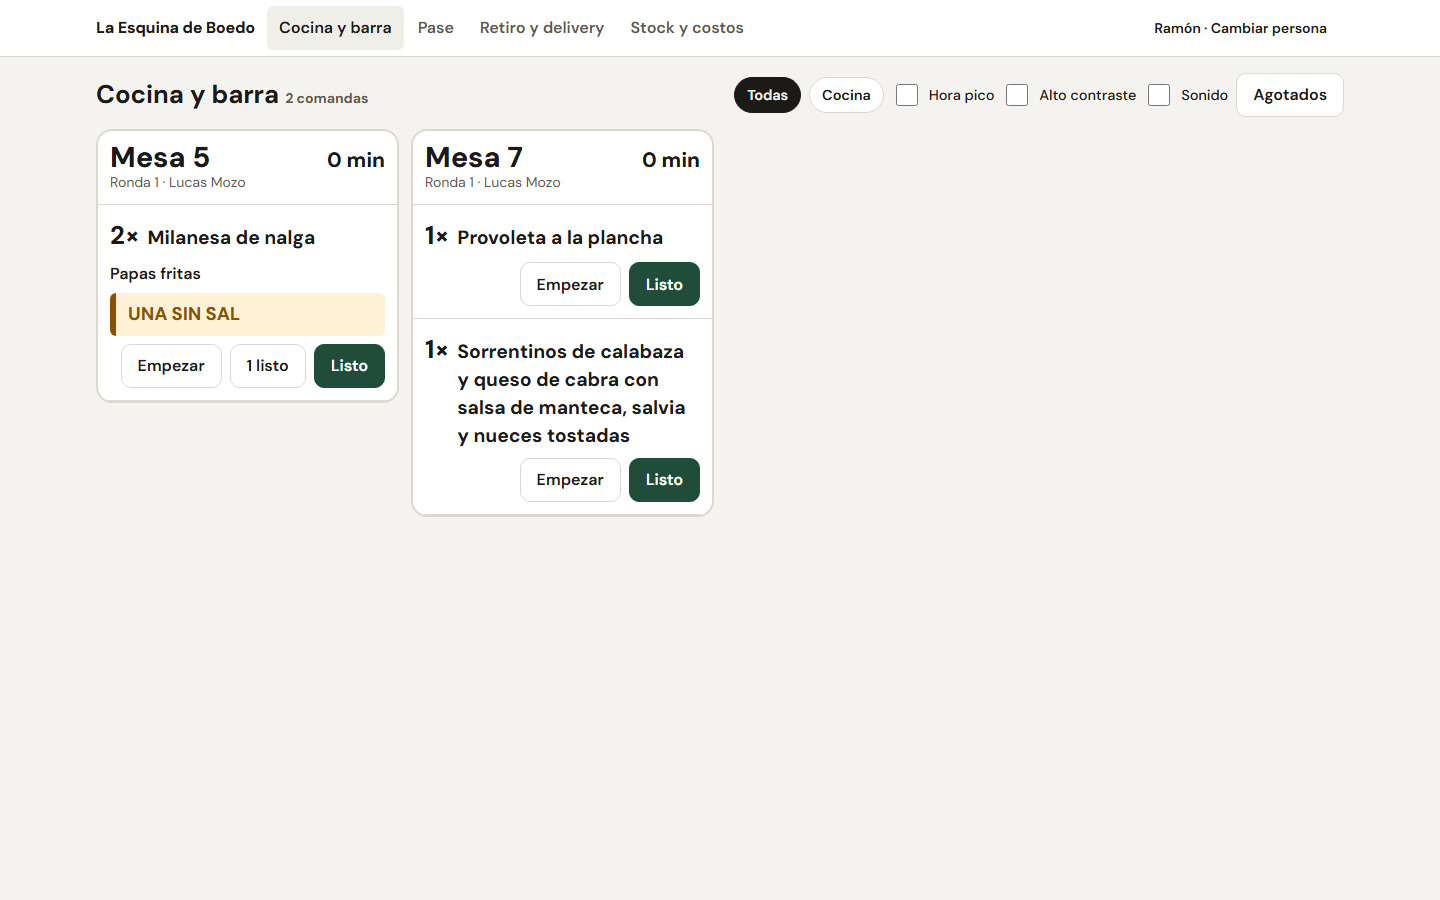 La Esquina de Boedo
Cocina y barra
Pase
Retiro y delivery
Stock y costos
Ramón · Cambiar persona
Cocina y barra 2 comandas
Todas
Cocina
Hora pico
Alto contraste
Sonido
Agotados
Mesa 5
0 min
Ronda 1 · Lucas Mozo
2× Milanesa de nalga
Papas fritas
UNA SIN SAL
Empezar
1 listo
Listo
Mesa 7
0 min
Ronda 1 · Lucas Mozo
1× Provoleta a la plancha
Empezar
Listo
1× Sorrentinos de calabaza
y queso de cabra con
salsa de manteca, salvia
y nueces tostadas
Empezar
Listo